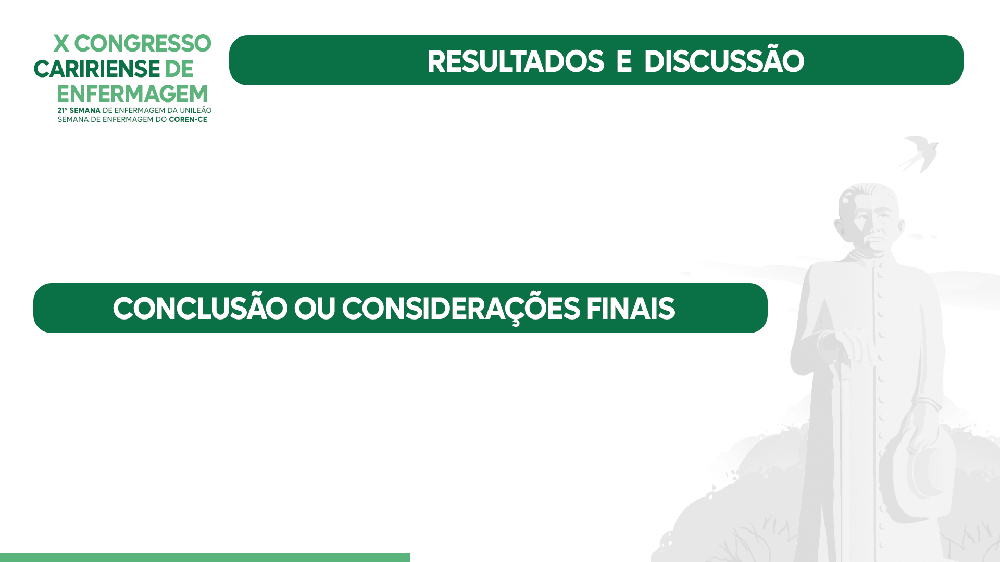 X CONGRESSO
CARIRIENSE DE
ENFERMAGEM
21ª SEMANA DE ENFERMAGEM DA UNILEÃO
SEMANA DE ENFERMAGEM DO COREN-CE
RESULTADOS E DISCUSSÃO
CONCLUSÃO OU CONSIDERAÇÕES FINAIS